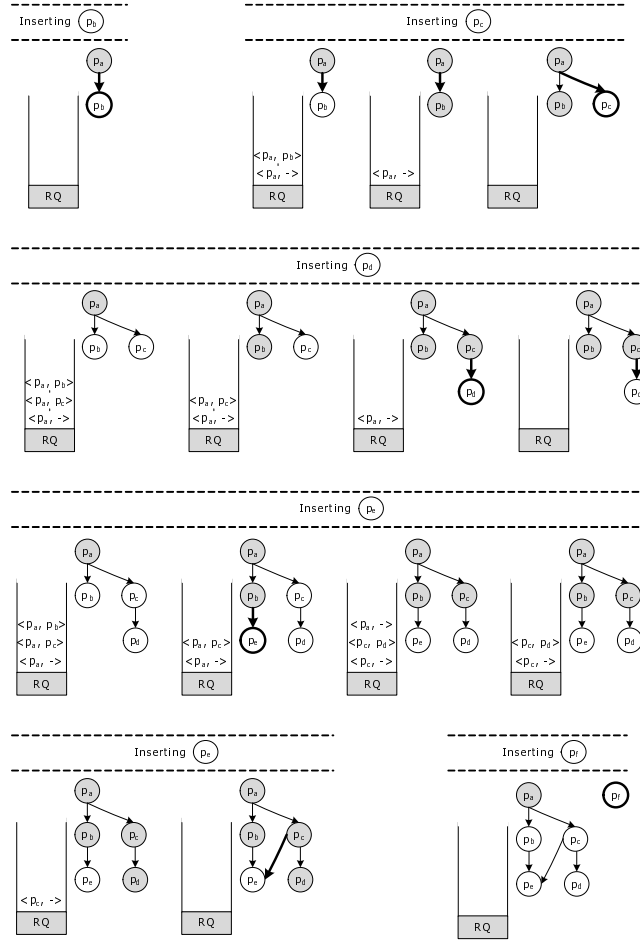 Inserting pb
Inserting pc
pa
pb
RQ
pa
pb
<pa, pb>
<pa, ->
RQ
pa
pb
<pa, ->
RQ
pa
pb
pc
RQ
Inserting pd
pa
pb
pc
<pa, pb>
<pa, pc>
<pa, ->
RQ
pa
pb
pc
<pa, pc>
<pa, ->
RQ
pa
pb
pc
pd
<pa, ->
RQ
pa
pb
pc
pd
RQ
Inserting pe
pa
pb
pc
pd
<pa, pb>
<pa, pc>
<pa, ->
RQ
pa
pb
pc
pe
pd
<pa, pc>
<pa, ->
RQ
pa
pb
pc
pe
pd
<pa, ->
<pc, pd>
<pc, ->
RQ
pa
pb
pc
pe
pd
<pc, pd>
<pc, ->
RQ
Inserting pe
Inserting pf
pa
pb
pc
pe
pd
<pc, ->
RQ
pa
pb
pc
pe
pd
RQ
pa
pf
pb
pc
pe
pd
RQ